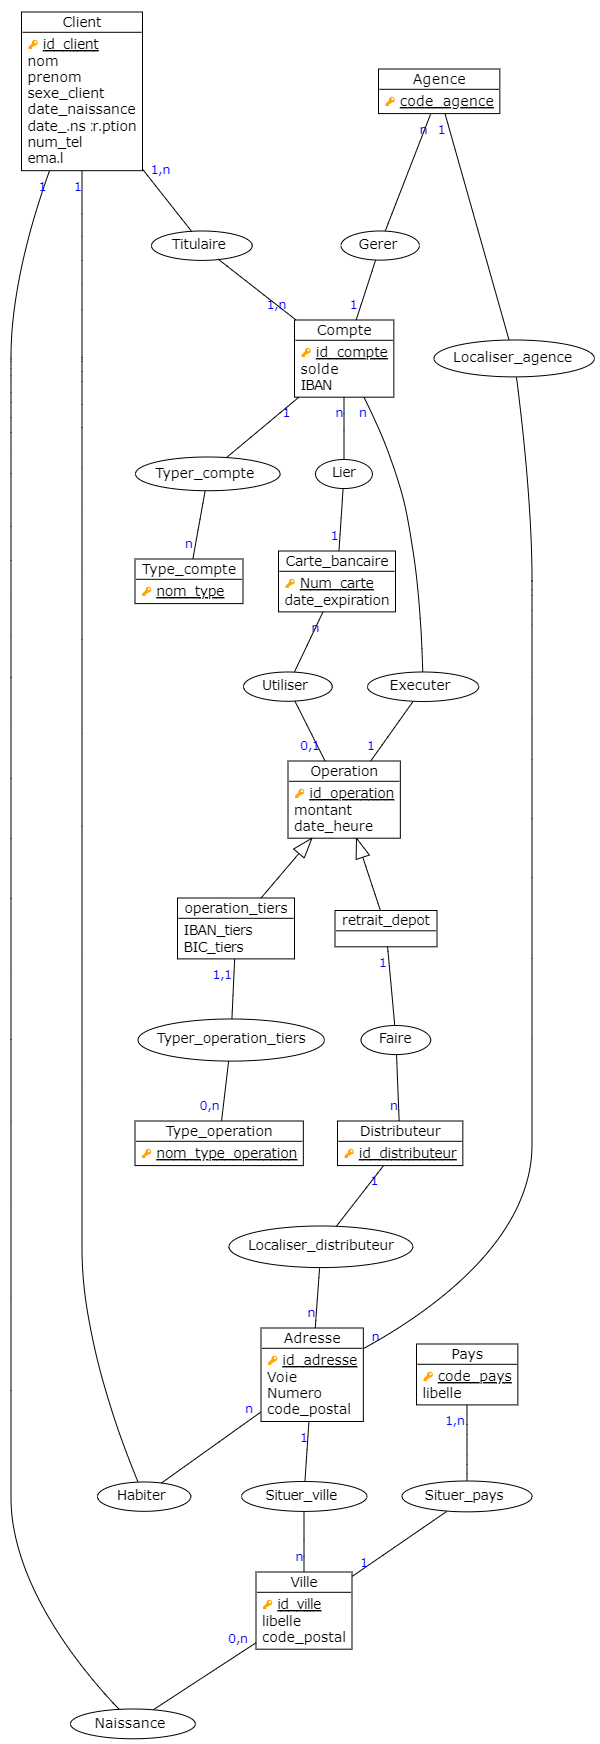 Client
id_client
nom
prenom
sexe_client
date_naissance
date_.ns :r.ption
num_tel
ema.l
Agence
code_agence
1
1
1,n
n
1
Titulaire
Gerer
1,n
1
Compte
id_compte
solde
IBAN
Localiser_agence
1
n
n
Typer_compte
Lier
n
1
Type_compte
nom_type
Carte_bancaire
Num_carte
date_expiration
n
Utiliser
Executer
0,1
1
Operation
id_operation
montant
date_heure
operation_tiers
IBAN_tiers
BIC_tiers
retrait_depot
1,1
1
Typer_operation_tiers
Faire
0,n
n
Type_operation
nom_type_operation
Distributeur
id_distributeur
1
Localiser_distributeur
n
n
Adresse
id_adresse
Voie
Numero
code_postal
Pays
code_pays
libelle
n
1
1,n
Habiter
Situer_ville
Situer_pays
n
1
Ville
id_ville
libelle
code_postal
0,n
Naissance